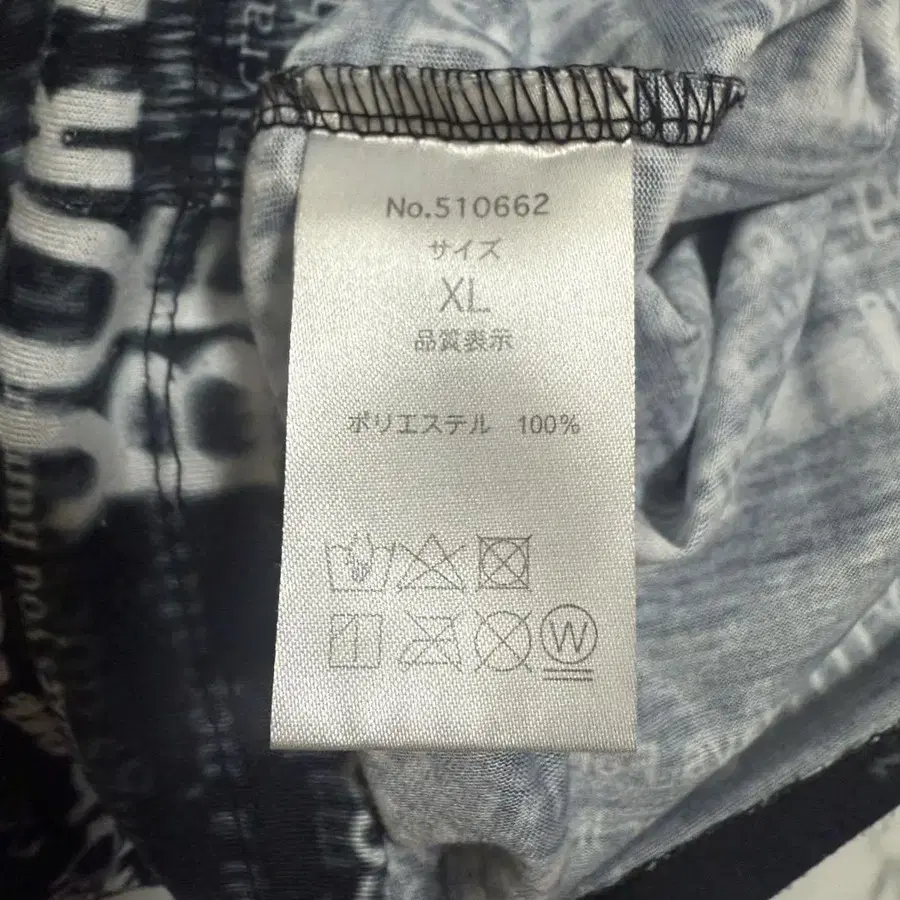 No.510662
サイズ
XL
品質表示
ポリエステル 100%
W